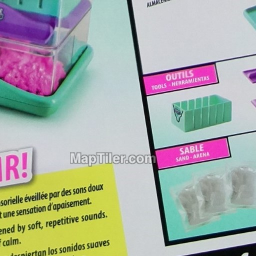 OUTILS
TOOLS - HERRAMIENTAS
SABLE
SAND - ARENA
MapTiler.com
R!
sorielle éveillée par des sons doux
t une sensation d'apaisement.
ened by soft, repetitive sounds.
f calm.
despiertan los sonidos suaves